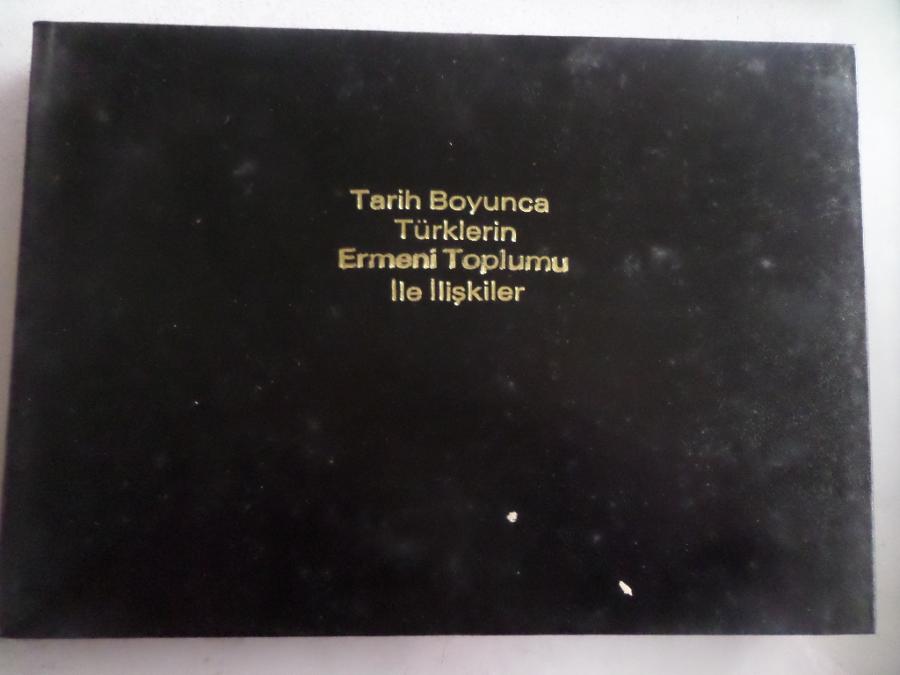 Tarih Boyunca
Türklerin
Ermeni Toplumu
İle İlişkiler